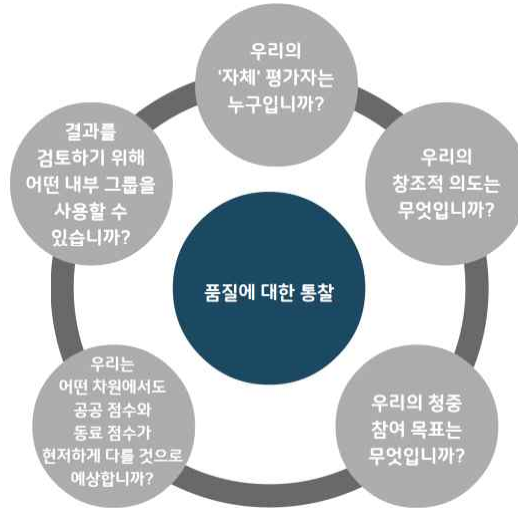 우리의
'자체' 평가자는
누구입니까?
우리의
창조적 의도는
무엇입니까?
우리의 청중
참여 목표는
무엇입니까?
우리는
어떤 차원에서도
공공 점수와
동료 점수가
현저하게 다를 것으로
예상합니까?
결과를
검토하기 위해
어떤 내부 그룹을
사용할 수
있습니까?
품질에 대한 통찰